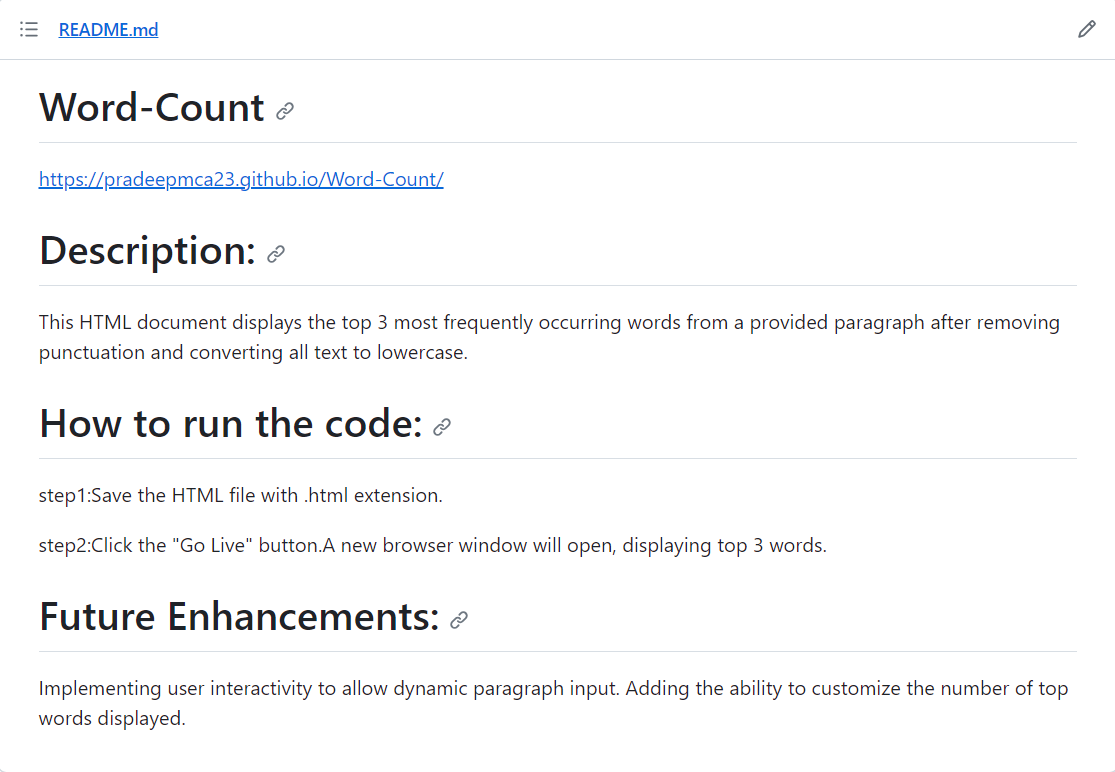 README.md
Word-Count
https://pradeepmca23.github.io/Word-Count/
Description:
This HTML document displays the top 3 most frequently occurring words from a provided paragraph after removing
punctuation and converting all text to lowercase.
How to run the code:
step1:Save the HTML file with .html extension.
step2:Click the "Go Live" button.A new browser window will open, displaying top 3 words.
Future Enhancements:
Implementing user interactivity to allow dynamic paragraph input. Adding the ability to customize the number of top
words displayed.